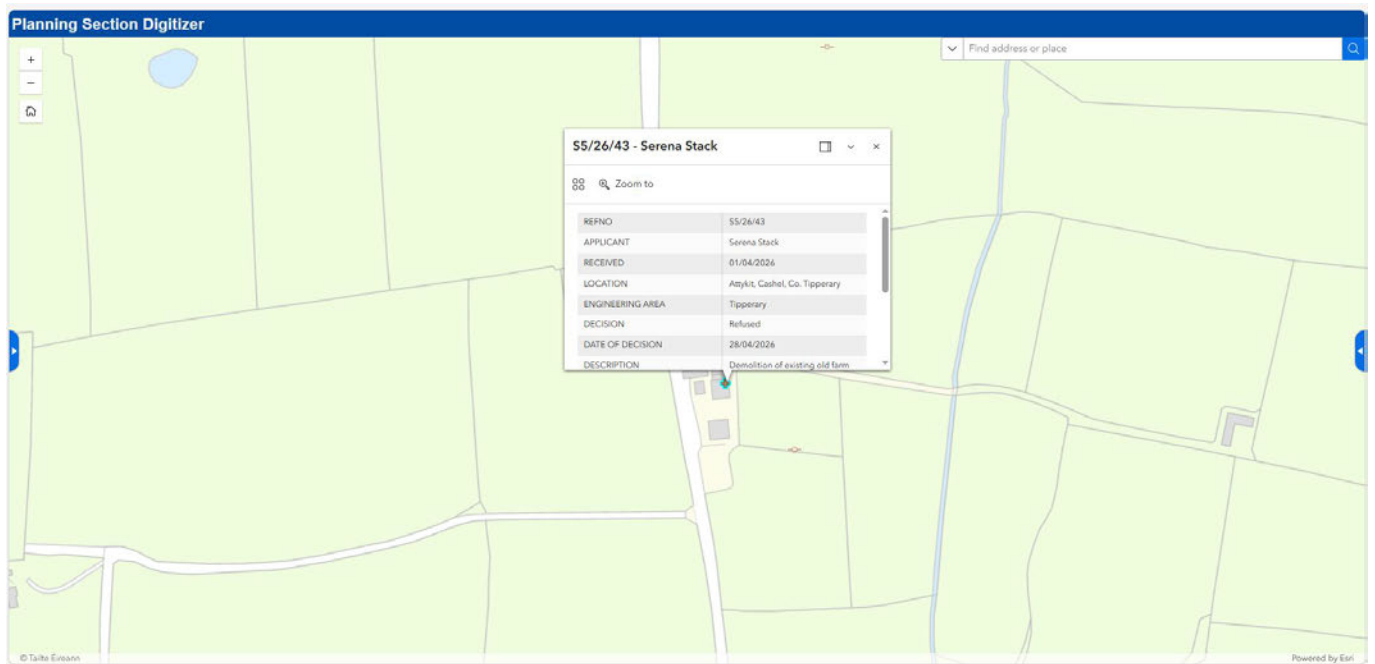 Planning Section Digitizer
+
Find address or place
−
S5/26/43 - Serena Stack
Zoom to
REFNO S5/26/43
APPLICANT Serena Stack
RECEIVED 01/04/2026
LOCATION Attykit, Cashel, Co. Tipperary
ENGINEERING AREA Tipperary
DECISION Refused
DATE OF DECISION 28/04/2026
DESCRIPTION Demolition of existing old farm
© Tailte Éireann
Powered by Esri